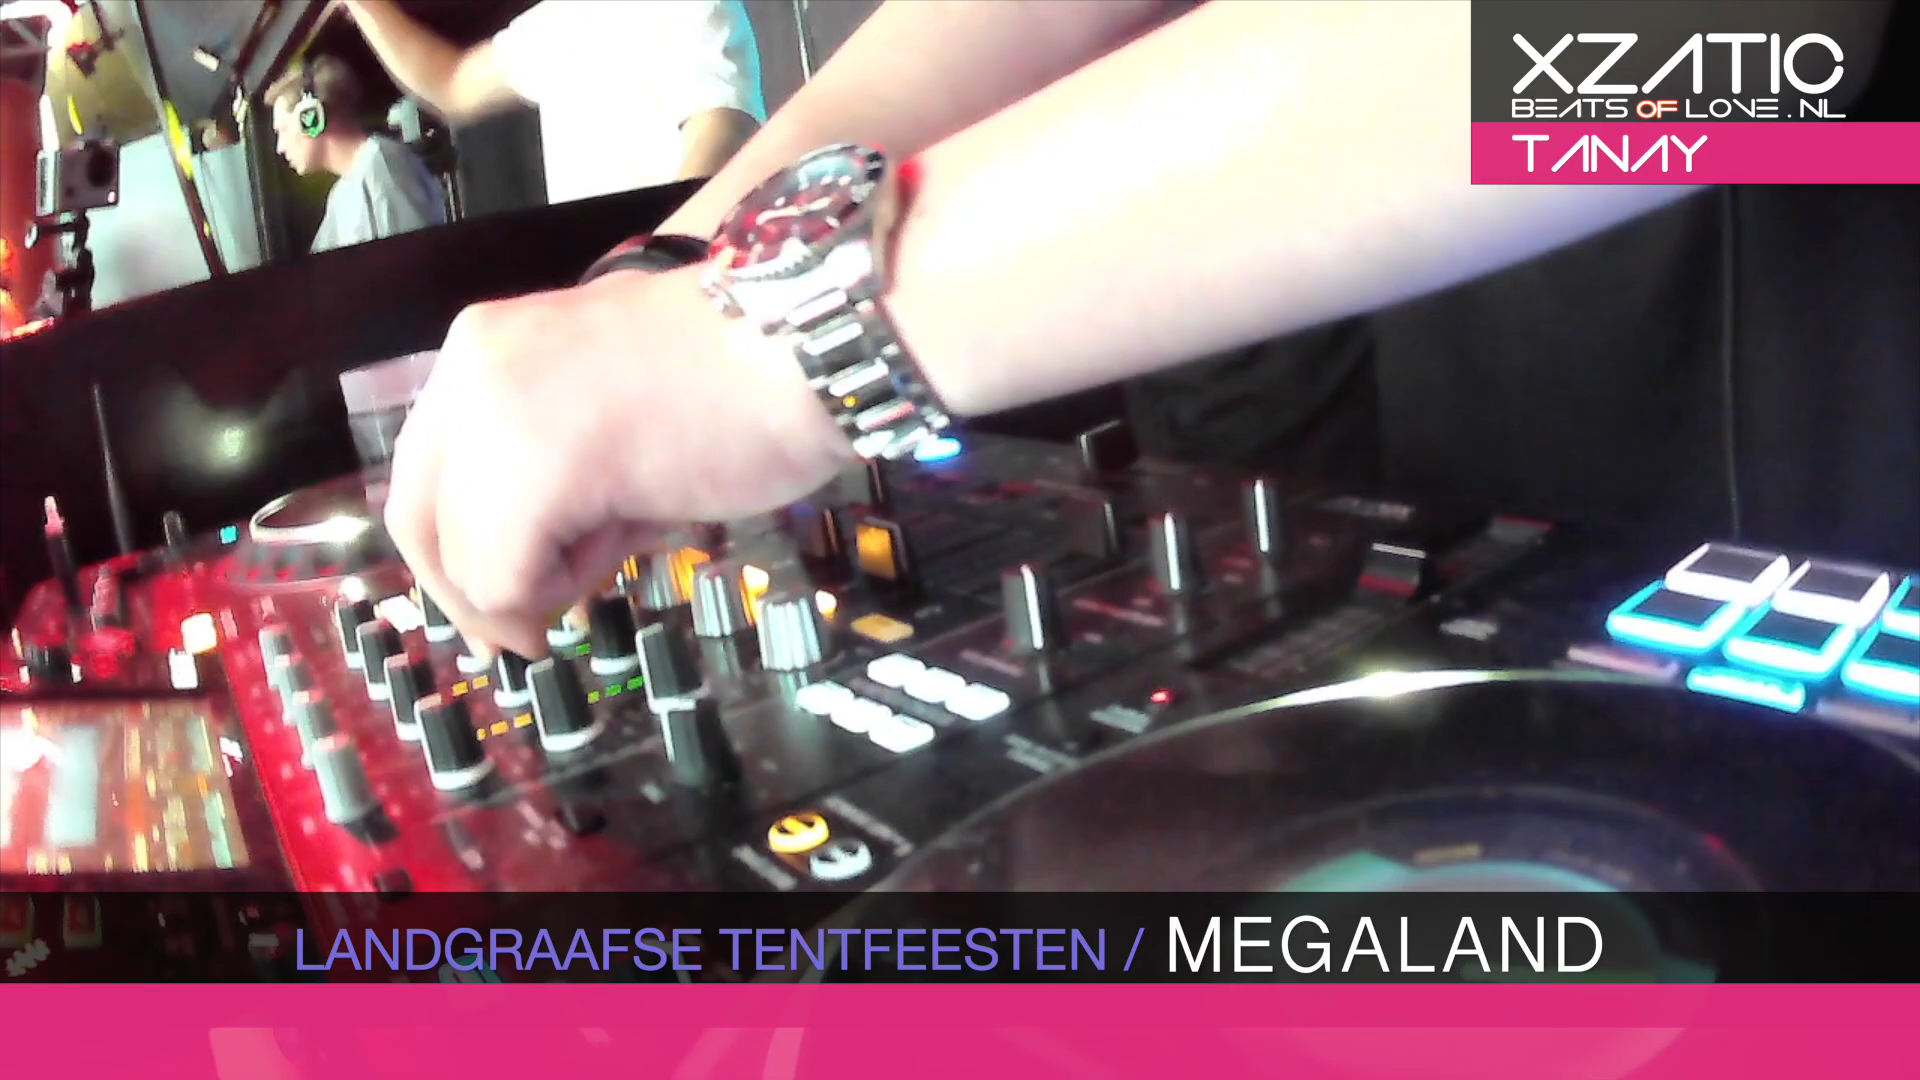 XZATIC
BEATS OF LOVE.NL
TANAY
LANDGRAAFSE TENTFEESTEN / MEGALAND